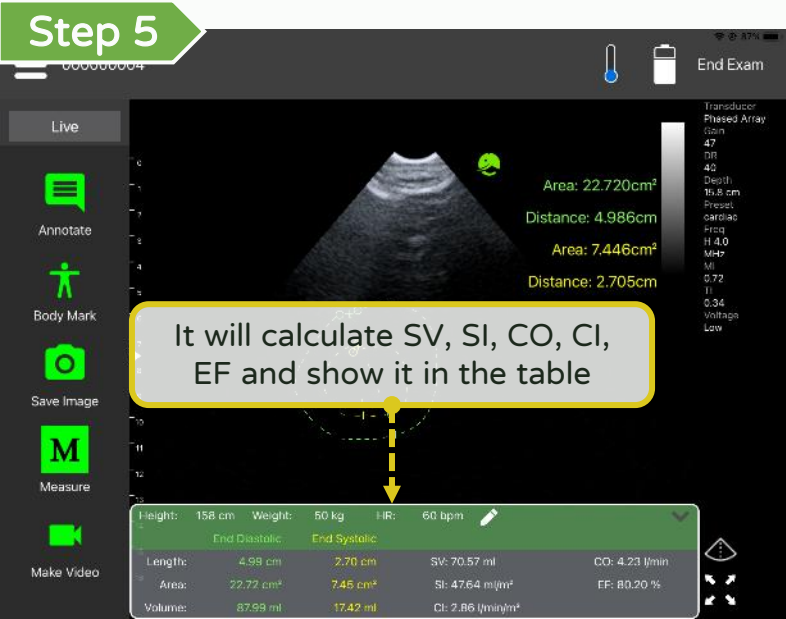 Step 5
000000004
87%
End Exam
Live
Annotate
Body Mark
Save Image
Measure
Make Video
Transducer
Phased Array
Gain
47
DR
40
Depth
15.8 cm
Preset
cardiac
Freq
H 4.0
MHz
MI
0.72
TI
0.34
Voltage
Low
Area: 22.720cm²
Distance: 4.986cm
Area: 7.446cm²
Distance: 2.705cm
It will calculate SV, SI, CO, CI,
EF and show it in the table
M
10
11
12
13
Height: 158 cm Weight: 50 kg HR: 60 bpm
End Diastolic End Systolic
Length: 4.99 cm 2.70 cm SV: 70.57 ml CO: 4.23 l/min
Area: 22.72 cm² 7.45 cm² SI: 47.64 ml/m² EF: 80.20 %
Volume: 87.99 ml 17.42 ml CI: 2.86 l/min/m²